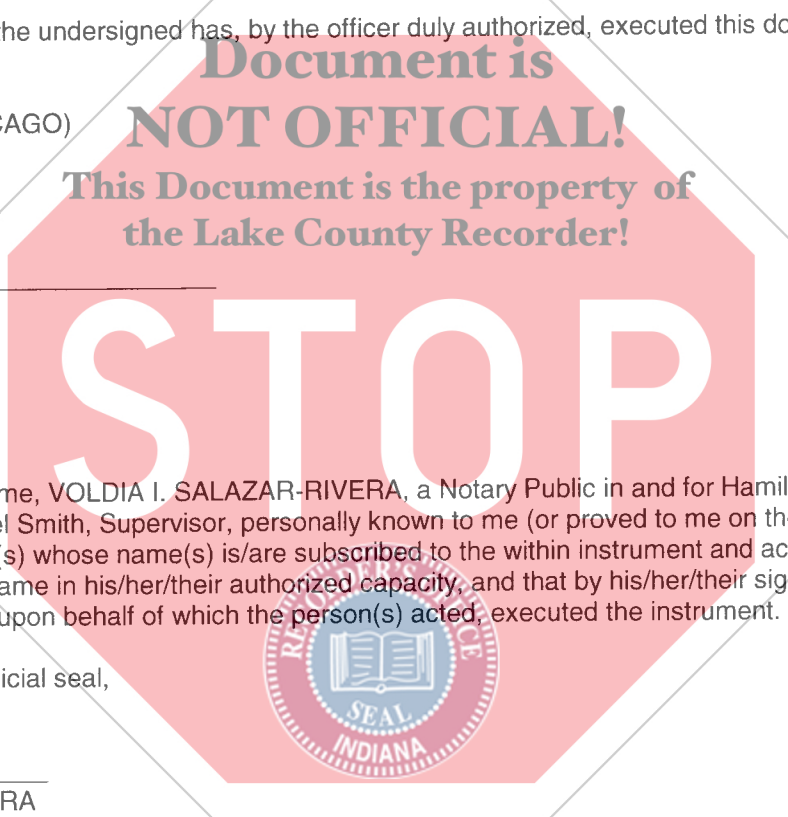 the undersigned has, by the officer duly authorized, executed this do
Document is
CAGO)
NOT OFFICIAL!
This Document is the property of
the Lake County Recorder!
STOP
me, VOLDIA I. SALAZAR-RIVERA, a Notary Public in and for Hamil
el Smith, Supervisor, personally known to me (or proved to me on th
(s) whose name(s) is/are subscribed to the within instrument and ac
ame in his/her/their authorized capacity, and that by his/her/their sig
upon behalf of which the person(s) acted, executed the instrument.
RECORDER'S OFFICE
icial seal,
SEAL
INDIANA
RA